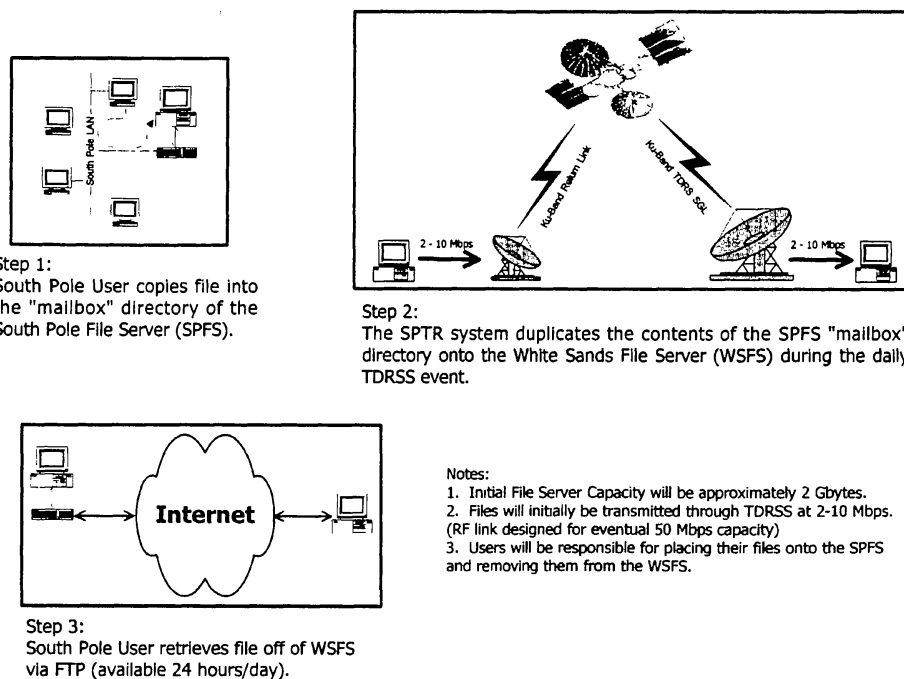 South Pole LAN
Step 1:
South Pole User copies file into
the "mailbox" directory of the
South Pole File Server (SPFS).
Ku-Band Return Link
Ku-Band TDRS SGL
2 - 10 Mbps
2 - 10 Mbps
Step 2:
The SPTR system duplicates the contents of the SPFS "mailbox"
directory onto the White Sands File Server (WSFS) during the daily
TDRSS event.
Internet
Step 3:
South Pole User retrieves file off of WSFS
via FTP (available 24 hours/day).
Notes:
1. Initial File Server Capacity will be approximately 2 Gbytes.
2. Files will initially be transmitted through TDRSS at 2-10 Mbps.
(RF link designed for eventual 50 Mbps capacity)
3. Users will be responsible for placing their files onto the SPFS
and removing them from the WSFS.